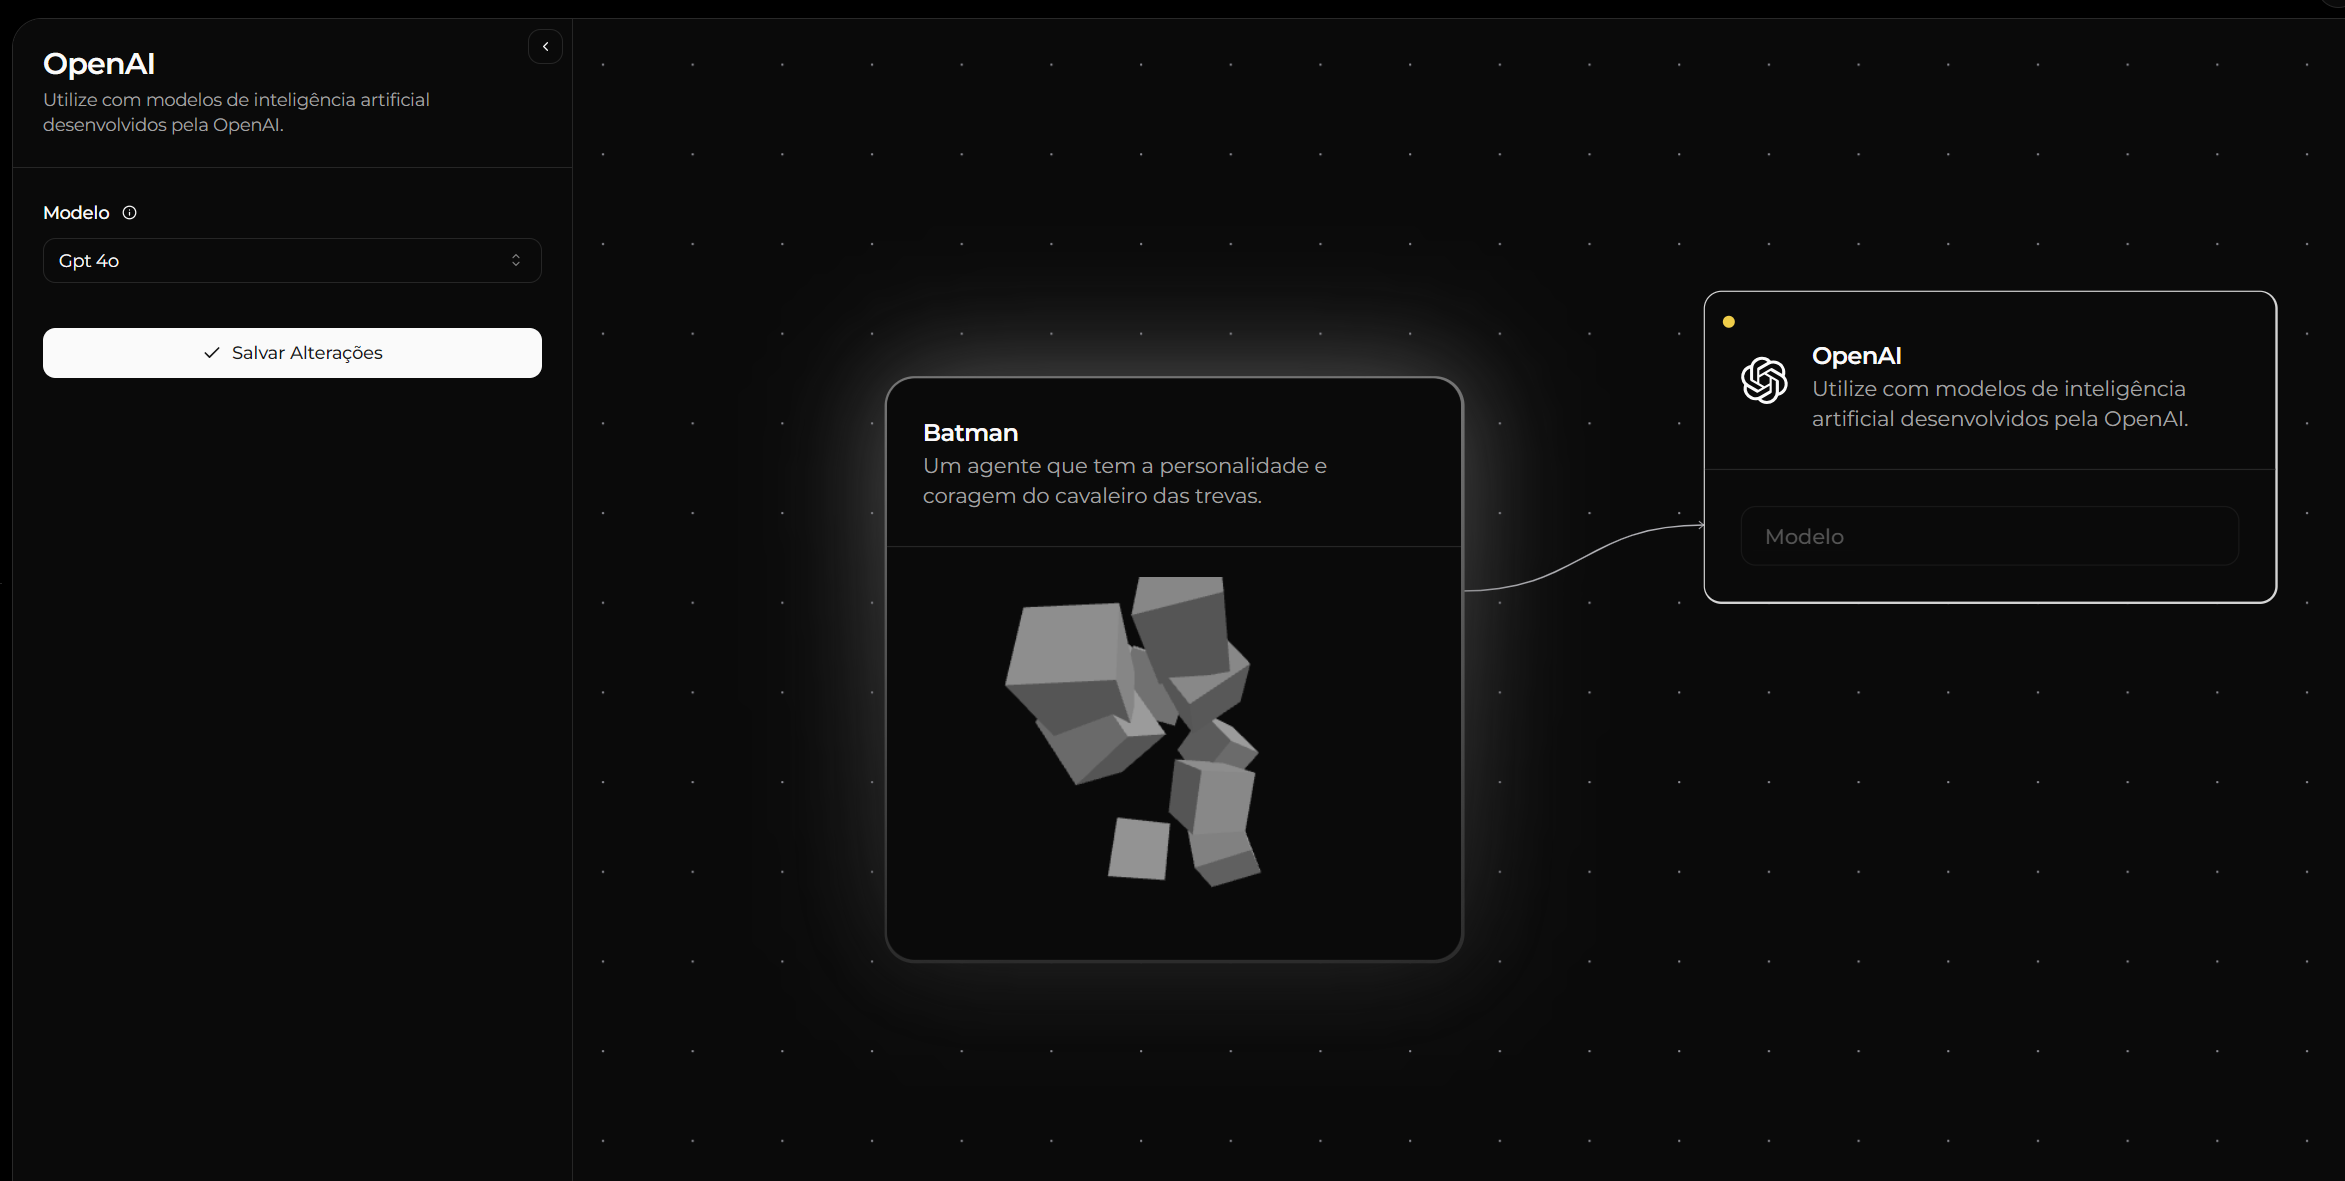 OpenAI
Utilize com modelos de inteligência artificial
desenvolvidos pela OpenAI.
Modelo
Gpt 4o
Salvar Alterações
Batman
Um agente que tem a personalidade e
coragem do cavaleiro das trevas.
OpenAI
Utilize com modelos de inteligência
artificial desenvolvidos pela OpenAI.
Modelo